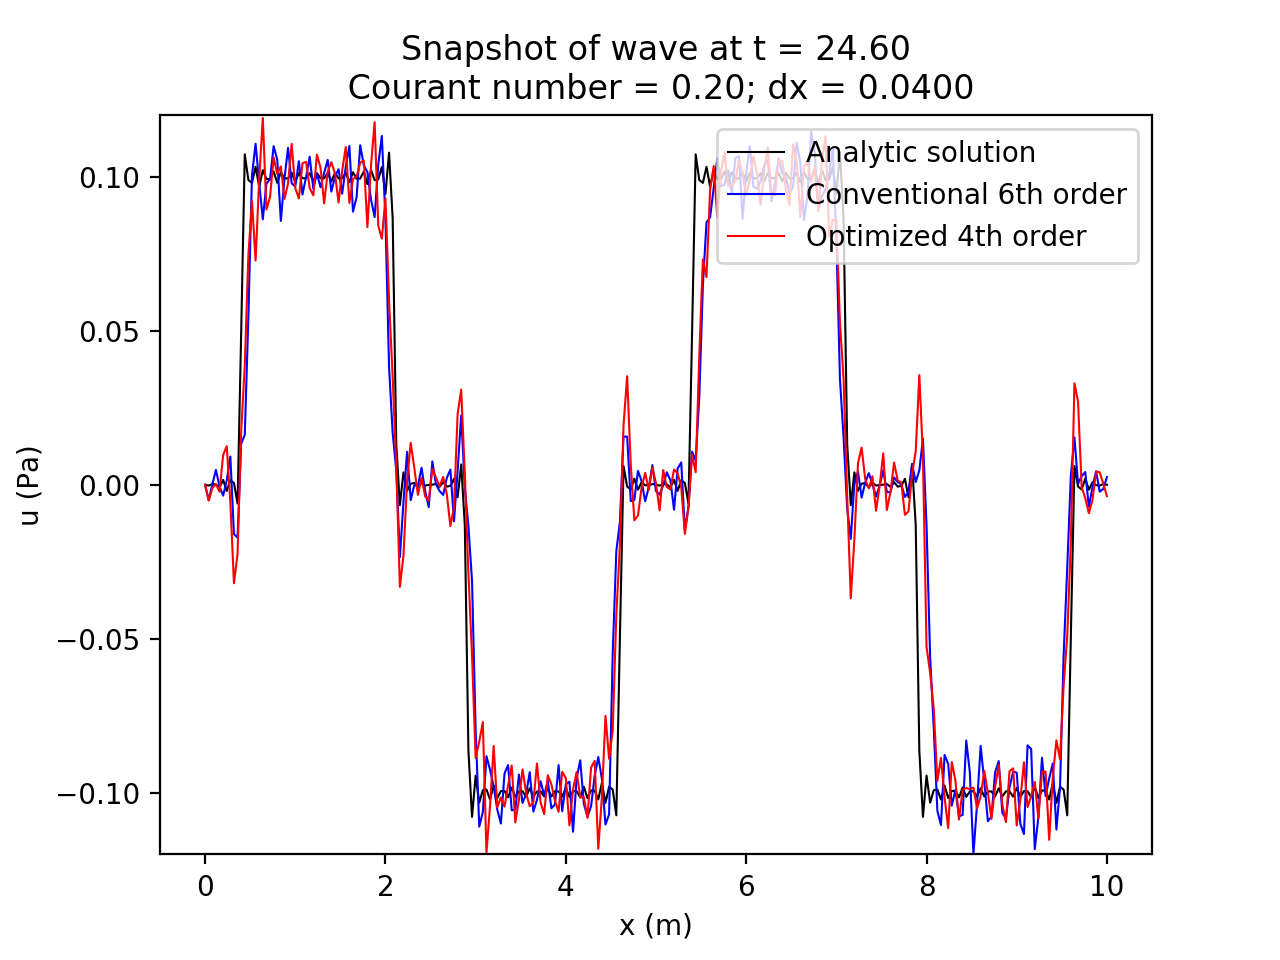 Snapshot of wave at t = 24.60
Courant number = 0.20; dx = 0.0400
Analytic solution
Conventional 6th order
Optimized 4th order
0.10
0.05
0.00
−0.05
−0.10
u (Pa)
0 2 4 6 8 10
x (m)